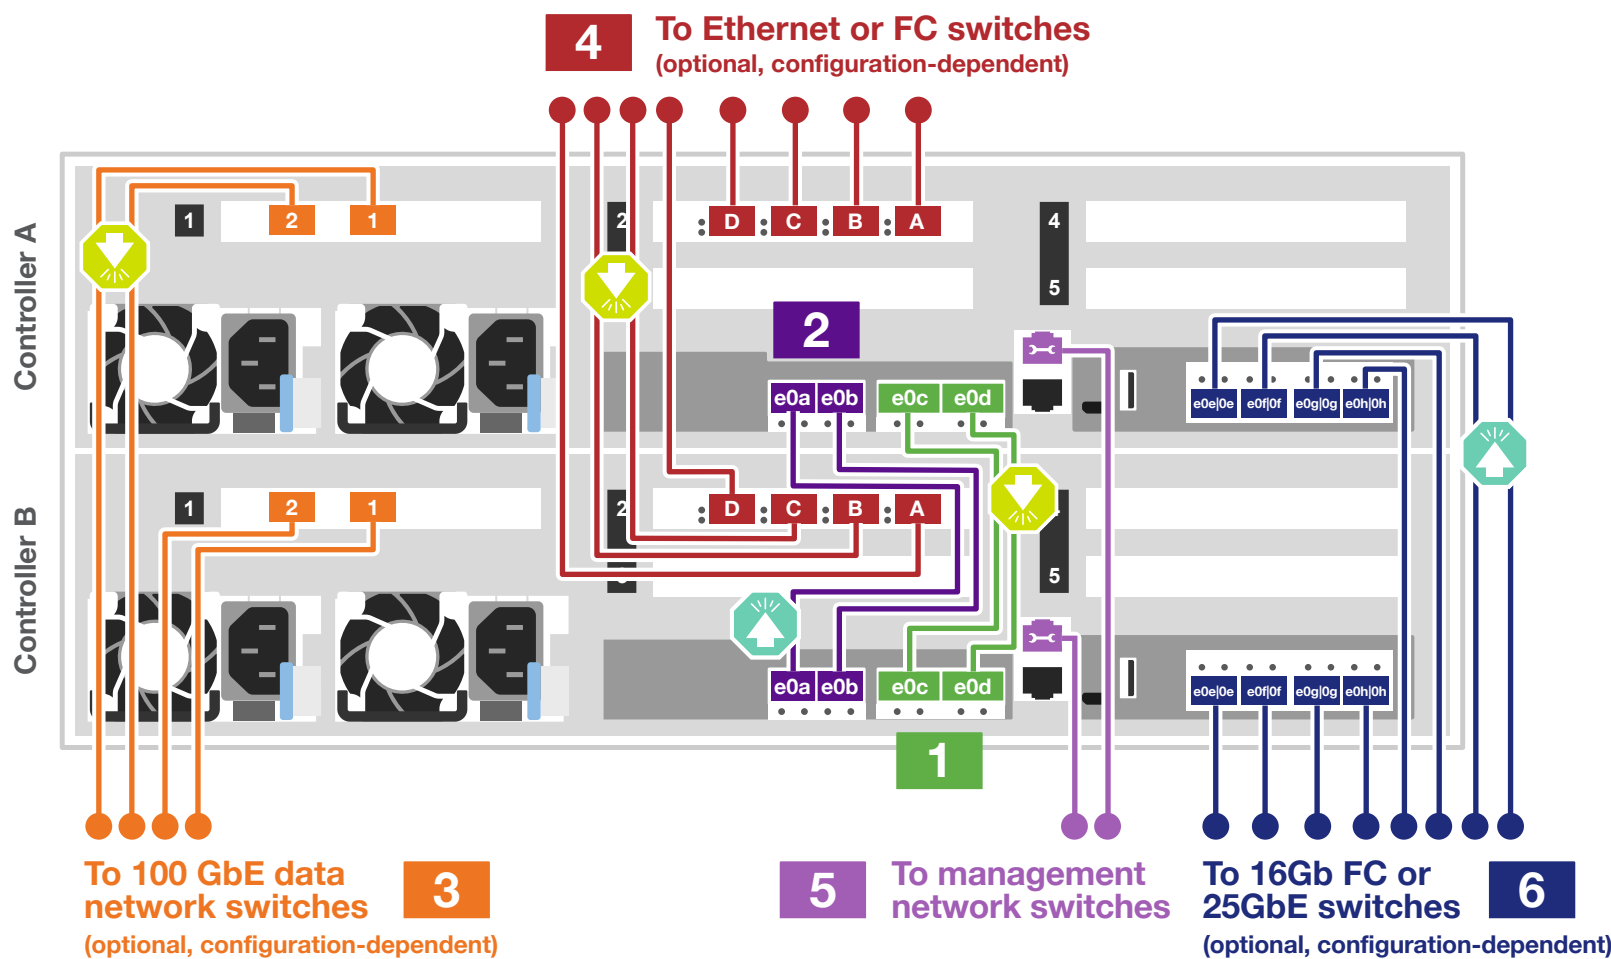 4
To Ethernet or FC switches
(optional, configuration-dependent)
Controller A
1
2
1
2
D
C
B
A
4
5
2
e0a
e0b
e0c
e0d
e0e|0e
e0f|0f
e0g|0g
e0h|0h
Controller B
1
2
1
2
D
C
B
A
5
e0a
e0b
e0c
e0d
e0e|0e
e0f|0f
e0g|0g
e0h|0h
1
To 100 GbE data
network switches
(optional, configuration-dependent)
3
5
To management
network switches
To 16Gb FC or
25GbE switches
(optional, configuration-dependent)
6